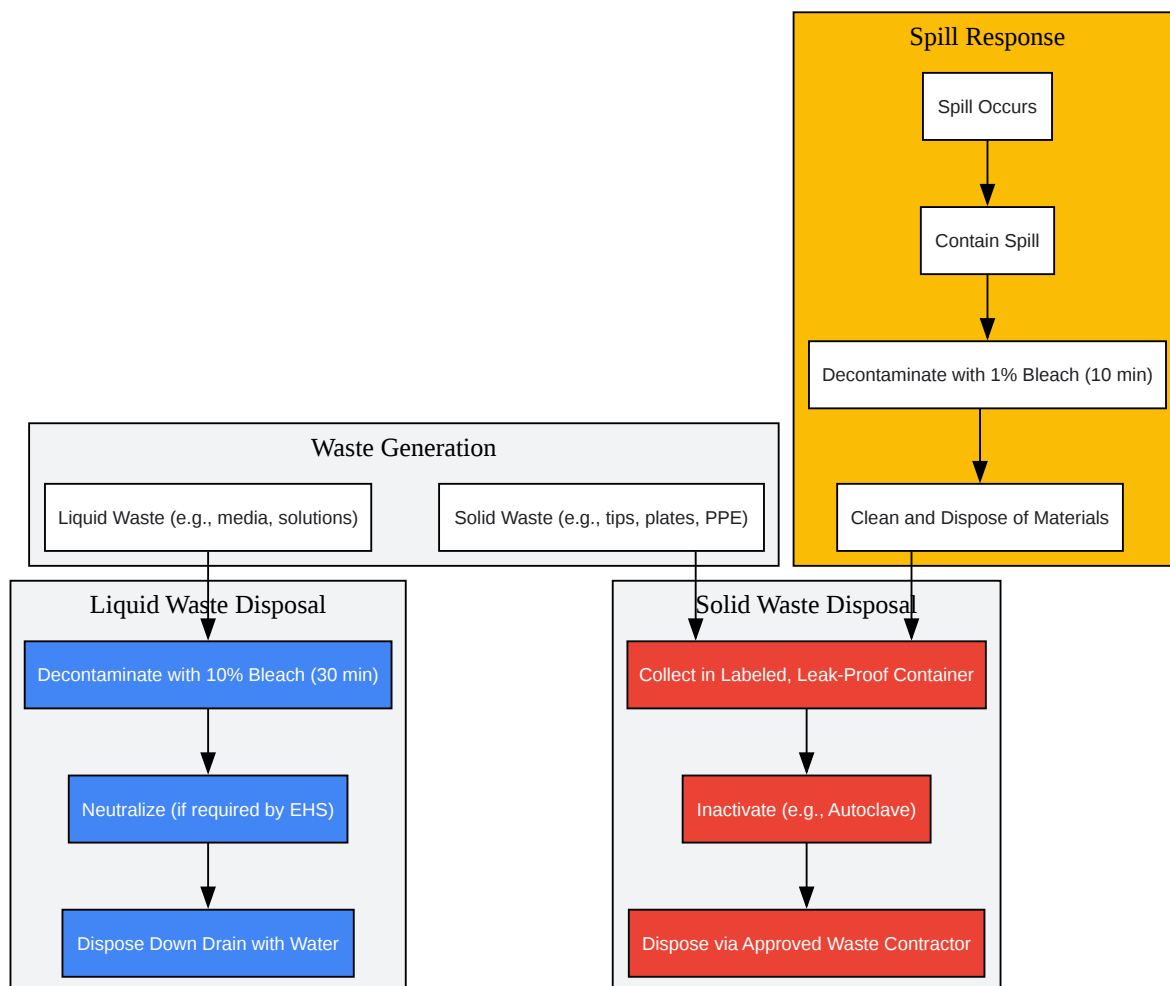 Spill Response
Spill Occurs
Contain Spill
Decontaminate with 1% Bleach (10 min)
Clean and Dispose of Materials
Waste Generation
Liquid Waste (e.g., media, solutions)
Solid Waste (e.g., tips, plates, PPE)
Liquid Waste Disposal
Decontaminate with 10% Bleach (30 min)
Neutralize (if required by EHS)
Dispose Down Drain with Water
Solid Waste Disposal
Collect in Labeled, Leak-Proof Container
Inactivate (e.g., Autoclave)
Dispose via Approved Waste Contractor